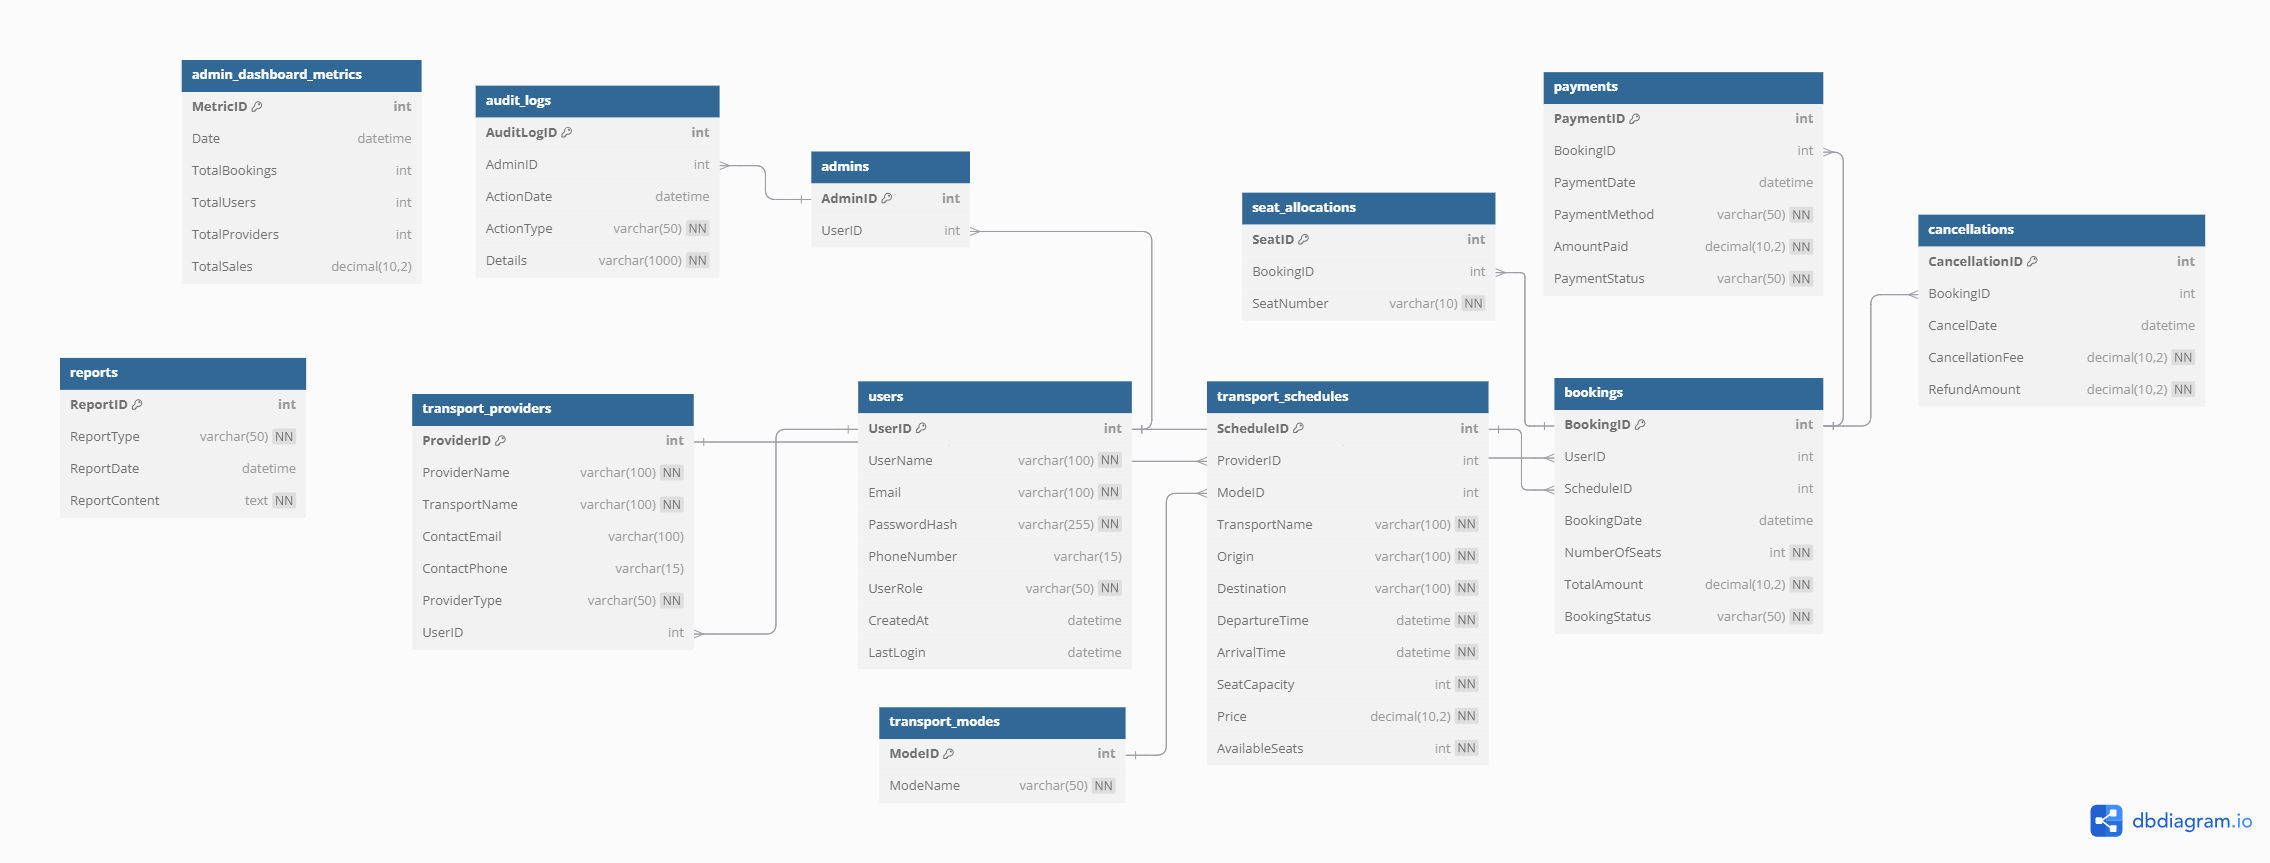 admin_dashboard_metrics
MetricID int
Date datetime
TotalBookings int
TotalUsers int
TotalProviders int
TotalSales decimal(10,2)
audit_logs
AuditLogID int
AdminID int
ActionDate datetime
ActionType varchar(50) NN
Details varchar(1000) NN
admins
AdminID int
UserID int
seat_allocations
SeatID int
BookingID int
SeatNumber varchar(10) NN
payments
PaymentID int
BookingID int
PaymentDate datetime
PaymentMethod varchar(50) NN
AmountPaid decimal(10,2) NN
PaymentStatus varchar(50) NN
cancellations
CancellationID int
BookingID int
CancelDate datetime
CancellationFee decimal(10,2) NN
RefundAmount decimal(10,2) NN
reports
ReportID int
ReportType varchar(50) NN
ReportDate datetime
ReportContent text NN
transport_providers
ProviderID int
ProviderName varchar(100) NN
TransportName varchar(100) NN
ContactEmail varchar(100)
ContactPhone varchar(15)
ProviderType varchar(50) NN
UserID int
users
UserID int
UserName varchar(100) NN
Email varchar(100) NN
PasswordHash varchar(255) NN
PhoneNumber varchar(15)
UserRole varchar(50) NN
CreatedAt datetime
LastLogin datetime
transport_schedules
ScheduleID int
ProviderID int
ModeID int
TransportName varchar(100) NN
Origin varchar(100) NN
Destination varchar(100) NN
DepartureTime datetime NN
ArrivalTime datetime NN
SeatCapacity int NN
Price decimal(10,2) NN
AvailableSeats int NN
bookings
BookingID int
UserID int
ScheduleID int
BookingDate datetime
NumberOfSeats int NN
TotalAmount decimal(10,2) NN
BookingStatus varchar(50) NN
transport_modes
ModeID int
ModeName varchar(50) NN
dbdiagram.io